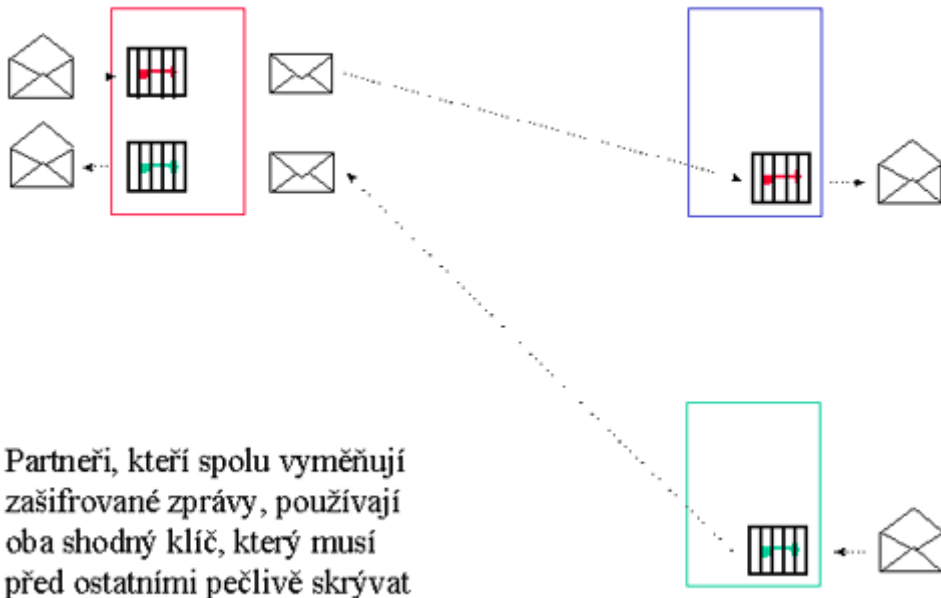 Partneři, kteří spolu vyměňují
zašifrované zprávy, používají
oba shodný klíč, který musí
před ostatními pečlivě skrývat